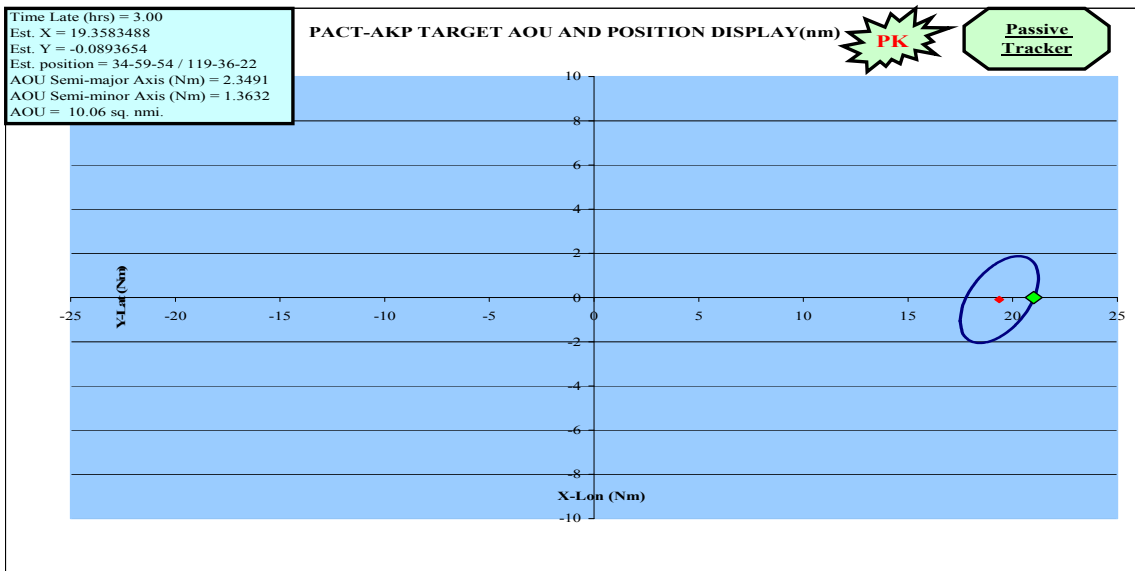 Time Late (hrs) = 3.00
Est. X = 19.3583488
Est. Y = -0.0893654
Est. position = 34-59-54 / 119-36-22
AOU Semi-major Axis (Nm) = 2.3491
AOU Semi-minor Axis (Nm) = 1.3632
AOU = 10.06 sq. nmi.
PACT-AKP TARGET AOU AND POSITION DISPLAY(nm)
PK
Passive
Tracker
10
8
6
4
2
0
-2
-4
-6
-8
-10
-25 -20 -15 -10 -5 0 5 10 15 20 25
Y-Lat (Nm)
X-Lon (Nm)